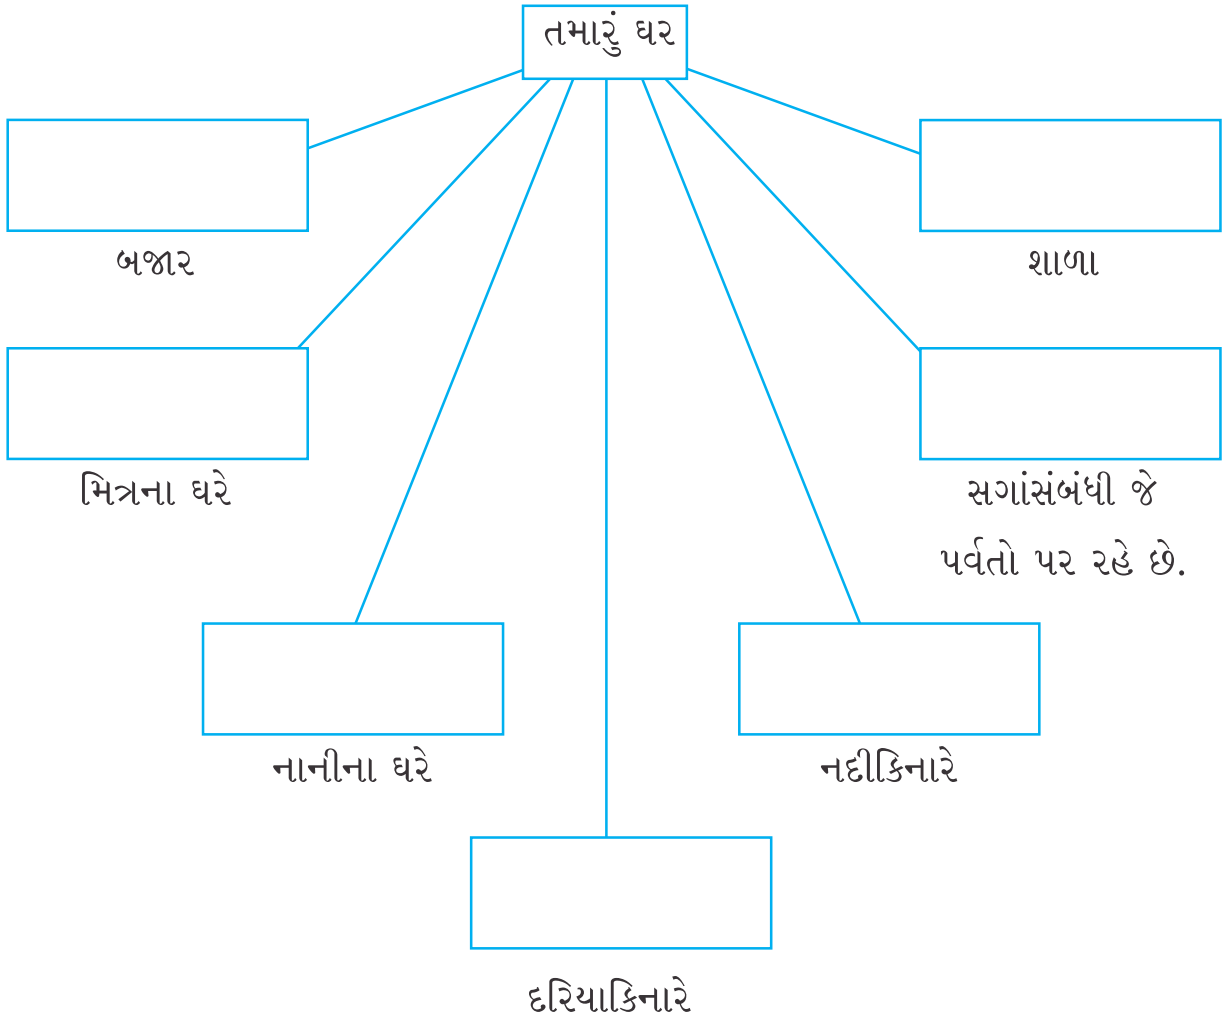 તમારું ઘર
બજાર
શાળા
મિત્રના ઘરે
સગાંસંબંધી જે
પર્વતો પર રહે છે.
નાનીના ઘરે
નદીકિનારે
દરિયાકિનારે